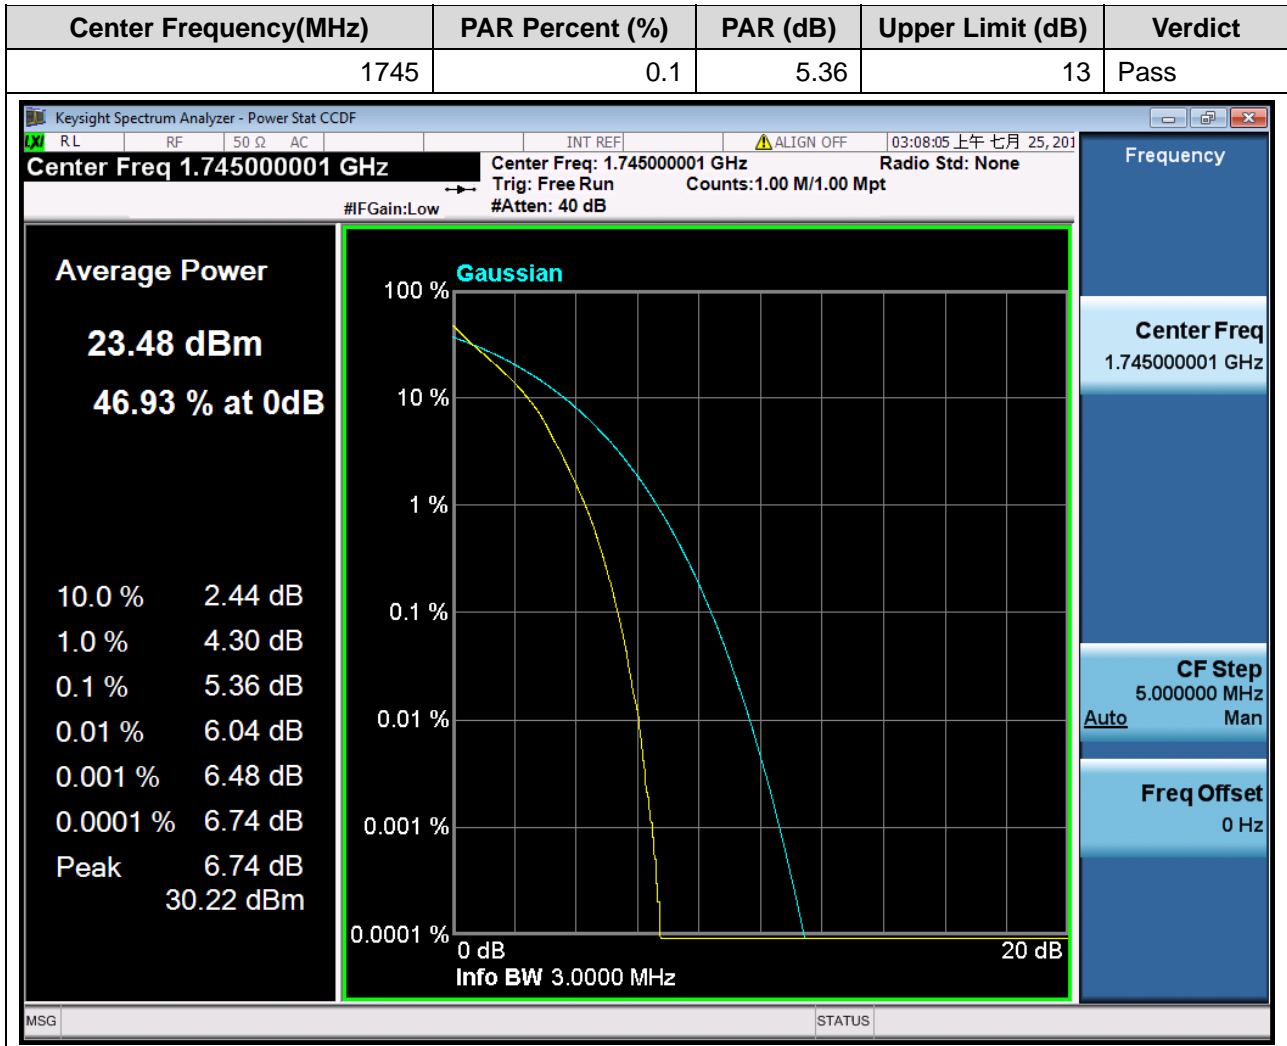 Center Frequency(MHz) PAR Percent (%) PAR (dB) Upper Limit (dB) Verdict
1745 0.1 5.36 13 Pass
Keysight Spectrum Analyzer - Power Stat CCDF
LXI RL RF 50 Ω AC INT REF ALIGN OFF 03:08:05 上午 七月 25, 201
Center Freq 1.745000001 GHz
Center Freq: 1.745000001 GHz Radio Std: None
Trig: Free Run Counts:1.00 M/1.00 Mpt
#IFGain:Low #Atten: 40 dB
Frequency
Average Power
23.48 dBm
46.93 % at 0dB
10.0 % 2.44 dB
1.0 % 4.30 dB
0.1 % 5.36 dB
0.01 % 6.04 dB
0.001 % 6.48 dB
0.0001 % 6.74 dB
Peak 6.74 dB
30.22 dBm
Gaussian
100 %
10 %
1 %
0.1 %
0.01 %
0.001 %
0.0001 %
0 dB 20 dB
Info BW 3.0000 MHz
Center Freq
1.745000001 GHz
CF Step
5.000000 MHz
Auto Man
Freq Offset
0 Hz
MSG STATUS